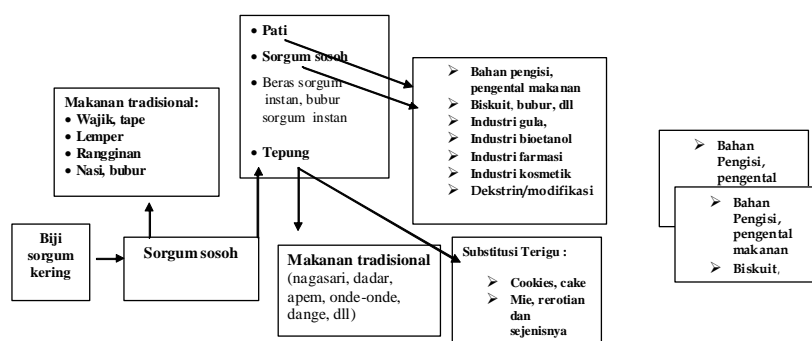 • Pati
• Sorgum sosoh
• Beras sorgum
instan, bubur
sorgum instan
• Tepung
➢ Bahan pengisi,
pengental makanan
➢ Biskuit, bubur, dll
➢ Industri gula,
➢ Industri bioetanol
➢ Industri farmasi
➢ Industri kosmetik
➢ Dekstrin/modifikasi
Makanan tradisional:
• Wajik, tape
• Lemper
• Rangginan
• Nasi, bubur
Biji
sorgum
kering
Sorgum sosoh
Makanan tradisional
(nagasari, dadar,
apem, onde-onde,
dange, dll)
Substitusi Terigu :
➢ Cookies, cake
➢ Mie, rerotian
dan
sejenisnya
➢ Bahan
Pengisi,
pengental
➢ Bahan
Pengisi,
pengental
makanan
➢ Biskuit,